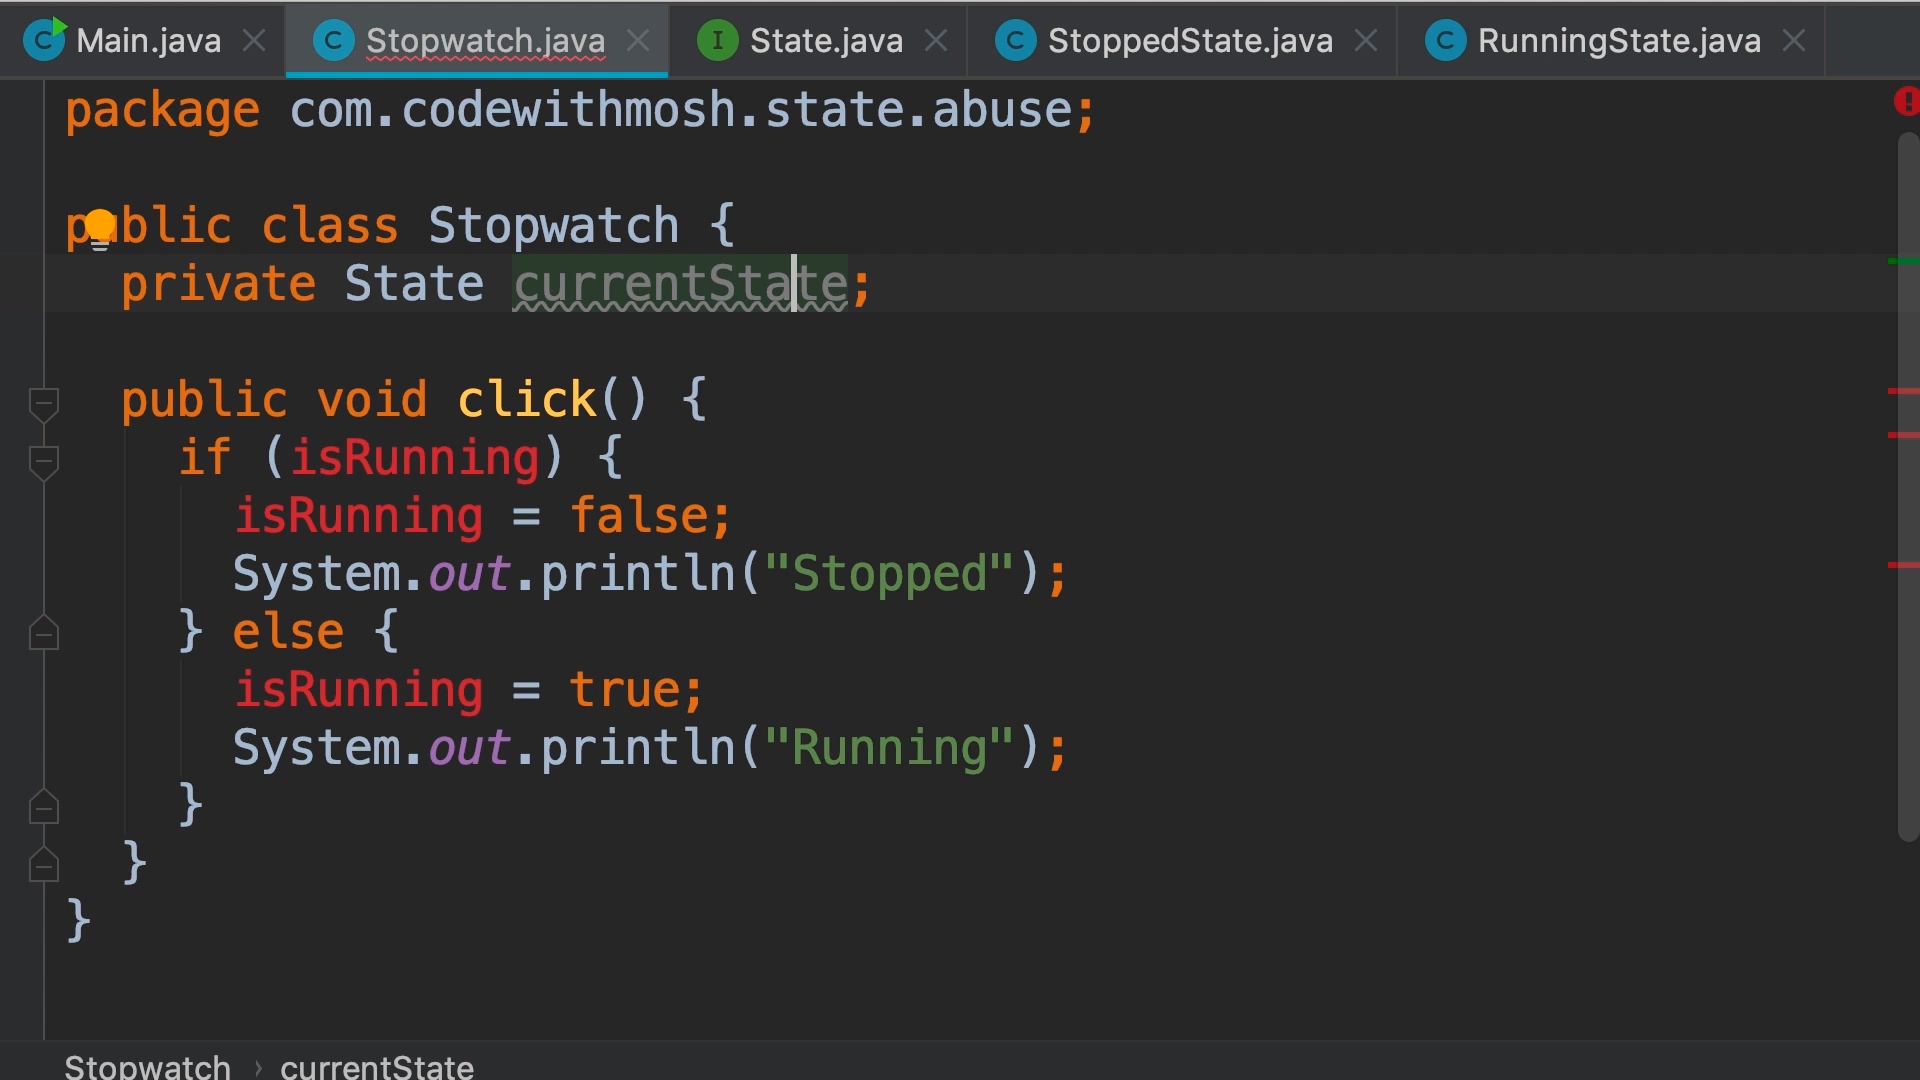 Main.java
Stopwatch.java
State.java
StoppedState.java
RunningState.java
package com.codewithmosh.state.abuse;
public class Stopwatch {
private State currentState;
public void click() {
if (isRunning) {
isRunning = false;
System.out.println("Stopped");
} else {
isRunning = true;
System.out.println("Running");
}
}
}
Stopwatch › currentState